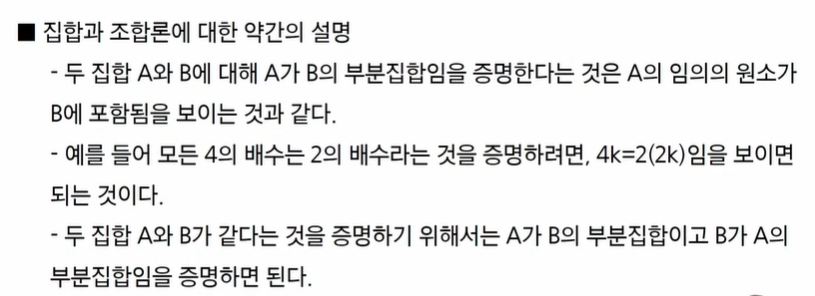 ■ 집합과 조합론에 대한 약간의 설명
- 두 집합 A와 B에 대해 A가 B의 부분집합임을 증명한다는 것은 A의 임의의 원소가
B에 포함됨을 보이는 것과 같다.
- 예를 들어 모든 4의 배수는 2의 배수라는 것을 증명하려면, 4k=2(2k)임을 보이면
되는 것이다.
- 두 집합 A와 B가 같다는 것을 증명하기 위해서는 A가 B의 부분집합이고 B가 A의
부분집합임을 증명하면 된다.